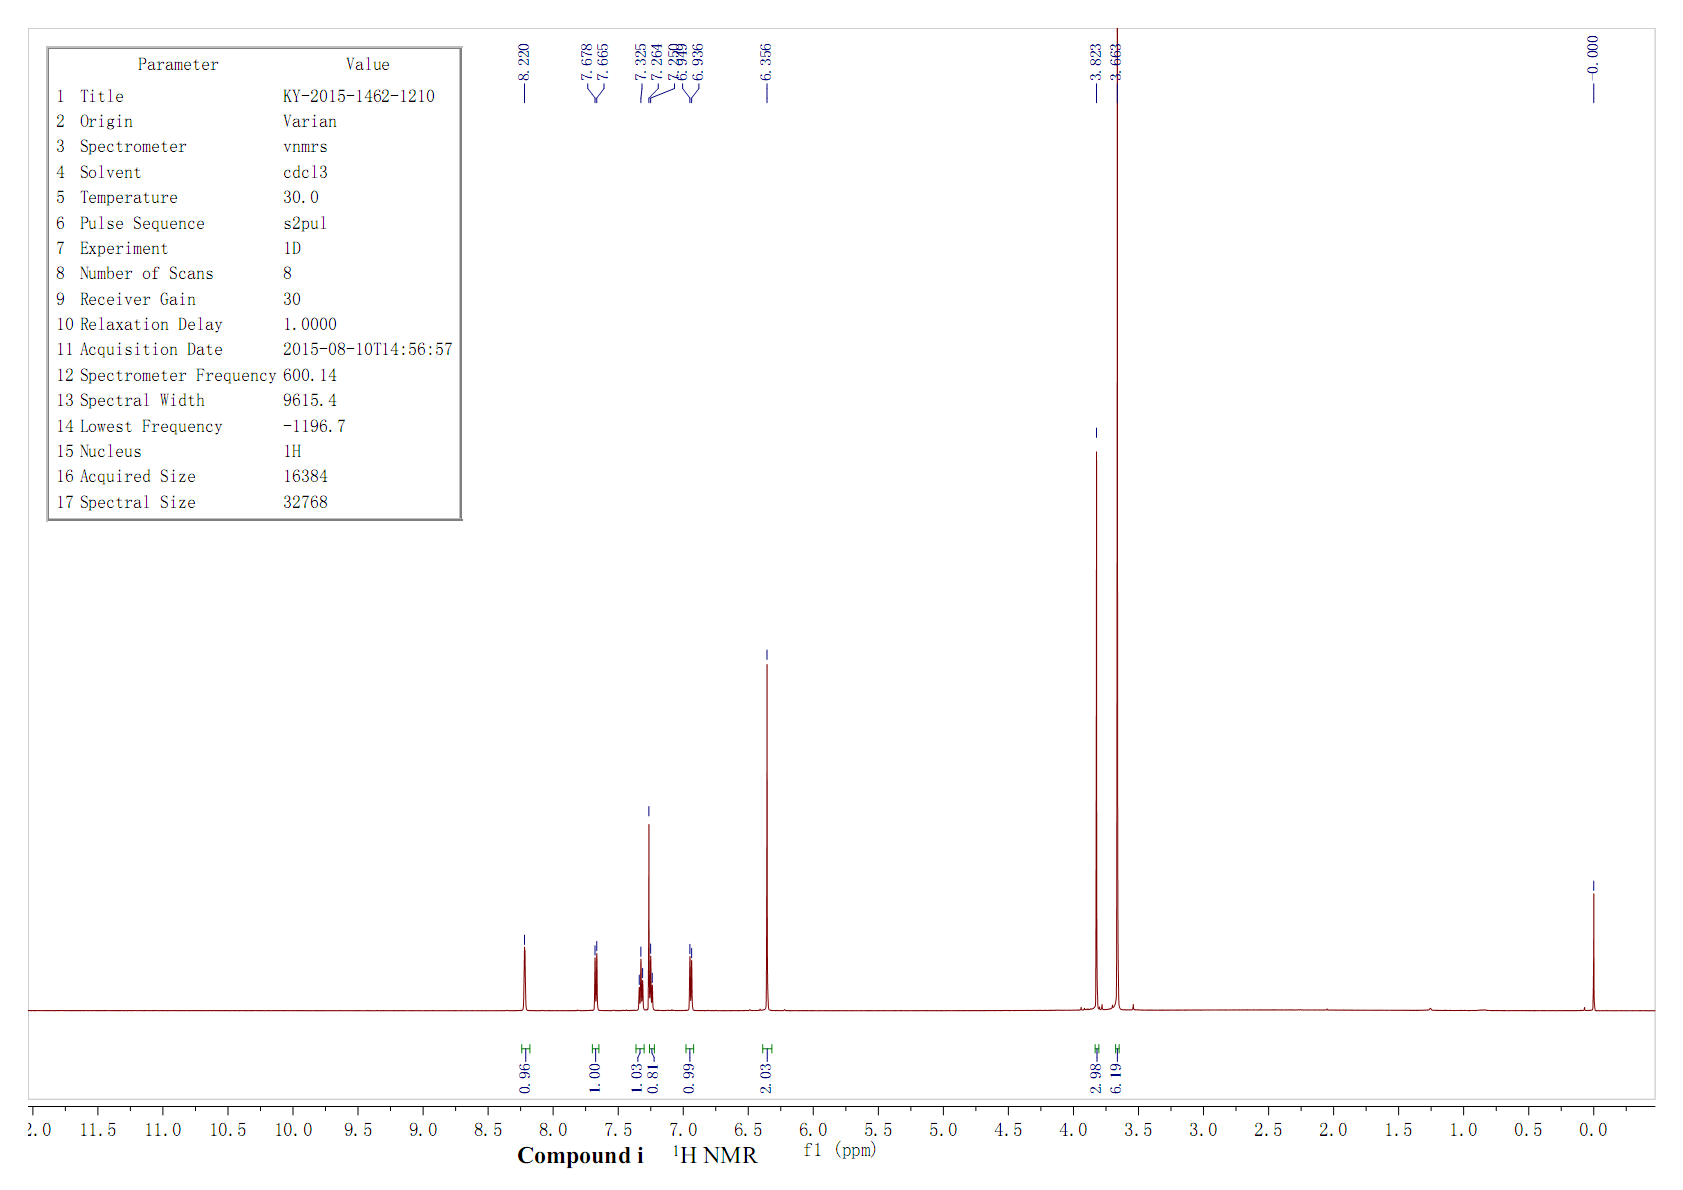 8.220
7.678
7.665
7.325
7.264
7.250
6.949
6.936
6.356
3.823
3.663
-0.000
Parameter Value
1 Title KY-2015-1462-1210
2 Origin Varian
3 Spectrometer vnmrs
4 Solvent cdcl3
5 Temperature 30.0
6 Pulse Sequence s2pul
7 Experiment 1D
8 Number of Scans 8
9 Receiver Gain 30
10 Relaxation Delay 1.0000
11 Acquisition Date 2015-08-10T14:56:57
12 Spectrometer Frequency 600.14
13 Spectral Width 9615.4
14 Lowest Frequency -1196.7
15 Nucleus 1H
16 Acquired Size 16384
17 Spectral Size 32768
0.96
1.00
1.03
0.81
0.99
2.03
2.98
6.19
2.0 11.5 11.0 10.5 10.0 9.5 9.0 8.5 8.0 7.5 7.0 6.5 6.0 5.5 5.0 4.5 4.0 3.5 3.0 2.5 2.0 1.5 1.0 0.5 0.0
f1 (ppm)
Compound i ¹H NMR